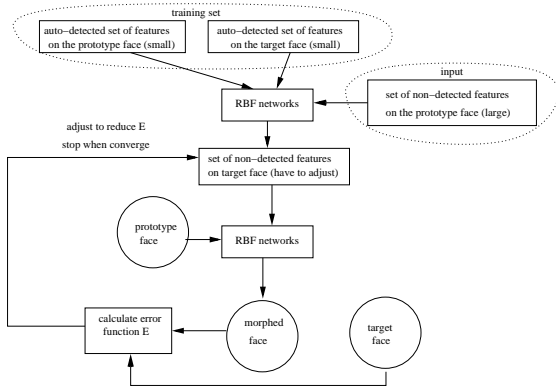 training set
auto-detected set of features
on the prototype face (small)
auto-detected set of features
on the target face (small)
input
RBF networks
set of non-detected features
on the prototype face (large)
adjust to reduce E
stop when converge
set of non-detected features
on target face (have to adjust)
prototype
face
RBF networks
calculate error
function E
morphed
face
target
face